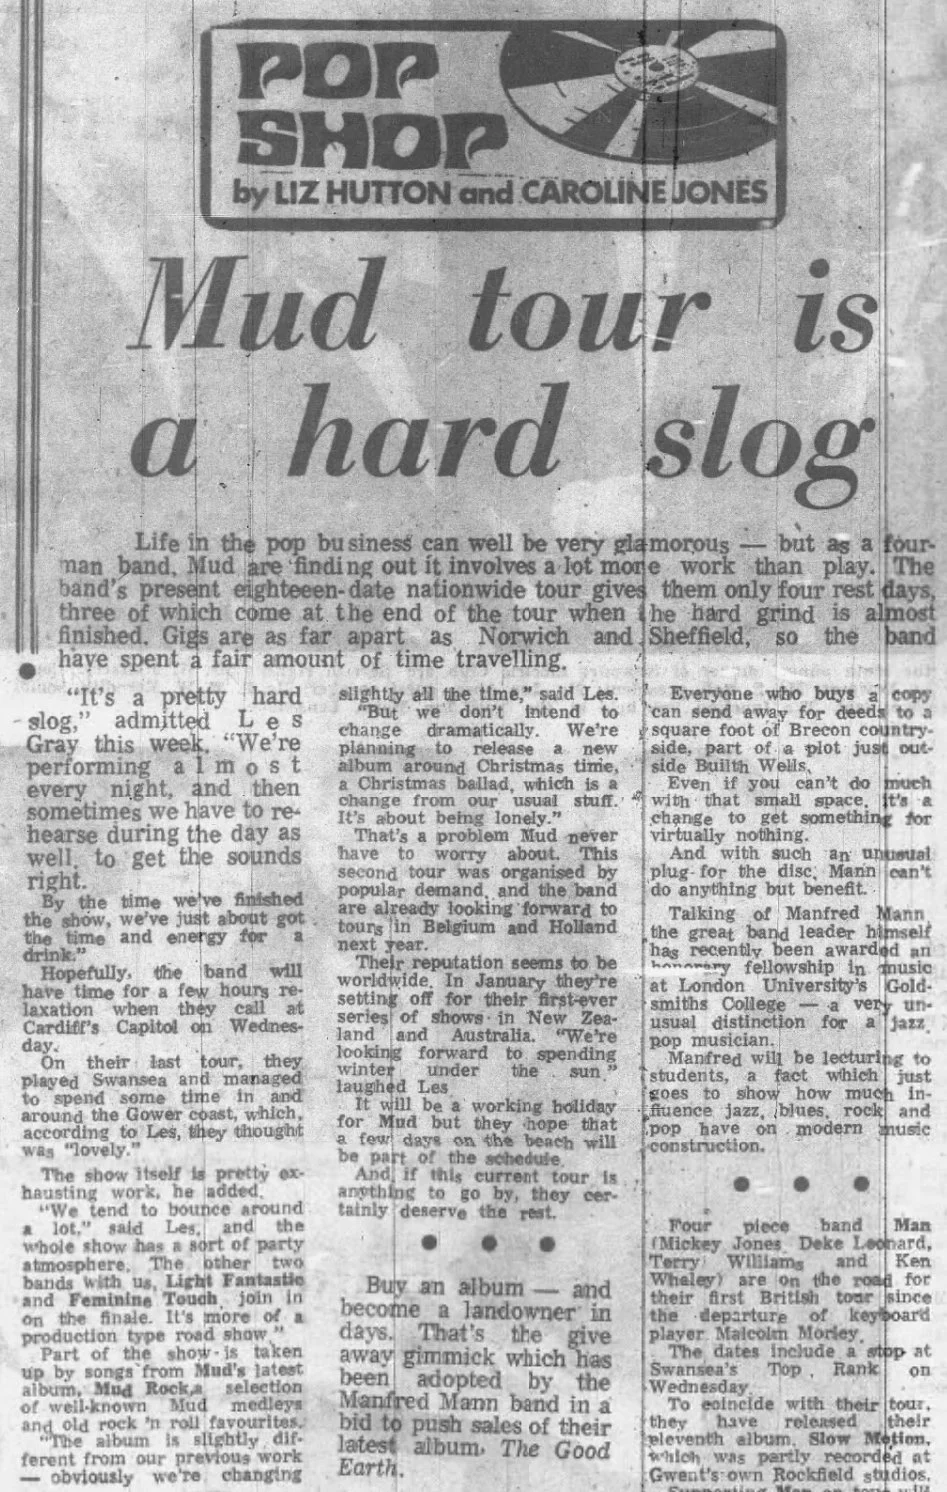 POP
SHOP
by LIZ HUTTON and CAROLINE JONES
Mud tour is
a hard slog
Life in the pop business can well be very glamorous — but as a four-
man band, Mud are finding out it involves a lot more work than play. The
band's present eighteeen-date nationwide tour gives them only four rest days,
three of which come at the end of the tour when the hard grind is almost
finished. Gigs are as far apart as Norwich and Sheffield, so the band
have spent a fair amount of time travelling.
"It's a pretty hard
slog," admitted Les
Gray this week. "We're
performing almost
every night, and then
sometimes we have to re-
hearse during the day as
well, to get the sounds
right.
By the time we've finished
the show, we've just about got
the time and energy for a
drink."
Hopefully, the band will
have time for a few hours re-
laxation when they call at
Cardiff's Capitol on Wednes-
day.
On their last tour, they
played Swansea and managed
to spend some time in and
around the Gower coast, which,
according to Les, they thought
was "lovely."
The show itself is pretty ex-
hausting work, he added.
"We tend to bounce around
a lot," said Les, and the
whole show has a sort of party
atmosphere. The other two
bands with us, Light Fantastic
and Feminine Touch, join in
on the finale. It's more of a
production type road show"
Part of the show is taken
up by songs from Mud's latest
album, Mud Rock, a selection
of well-known Mud medleys
and old rock 'n roll favourites.
"The album is slightly dif-
ferent from our previous work
— obviously we're changing
slightly all the time," said Les.
"But we don't intend to
change dramatically. We're
planning to release a new
album around Christmas time,
a Christmas ballad, which is a
change from our usual stuff.
It's about being lonely."
That's a problem Mud never
have to worry about. This
second tour was organised by
popular demand, and the band
are already looking forward to
tours in Belgium and Holland
next year.
Their reputation seems to be
worldwide. In January they're
setting off for their first-ever
series of shows in New Zea-
land and Australia. "We're
looking forward to spending
winter under the sun"
laughed Les
It will be a working holiday
for Mud but they hope that
a few days on the beach will
be part of the schedule.
And, if this current tour is
anything to go by, they cer-
tainly deserve the rest.
Buy an album — and
become a landowner in
days. That's the give
away gimmick which has
been adopted by the
Manfred Mann band in a
bid to push sales of their
latest album, The Good
Earth.
Everyone who buys a copy
can send away for deeds to a
square foot of Brecon country-
side, part of a plot just out-
side Builth Wells.
Even if you can't do much
with that small space, it's a
change to get something for
virtually nothing.
And with such an unusual
plug for the disc, Mann can't
do anything but benefit.
Talking of Manfred Mann
the great band leader himself
has recently been awarded an
honorary fellowship in music
at London University's Gold-
smiths College — a very un-
usual distinction for a jazz
pop musician.
Manfred will be lecturing to
students, a fact which just
goes to show how much in-
fluence jazz, blues, rock and
pop have on modern music
construction.
Four piece band Man
(Mickey Jones, Deke Leonard,
Terry Williams and Ken
Whaley) are on the road for
their first British tour since
the departure of keyboard
player Malcolm Morley.
The dates include a stop at
Swansea's Top Rank on
Wednesday.
To coincide with their tour,
they have released their
eleventh album, Slow Motion,
which was partly recorded at
Gwent's own Rockfield studios.
Supporting Man on tour will